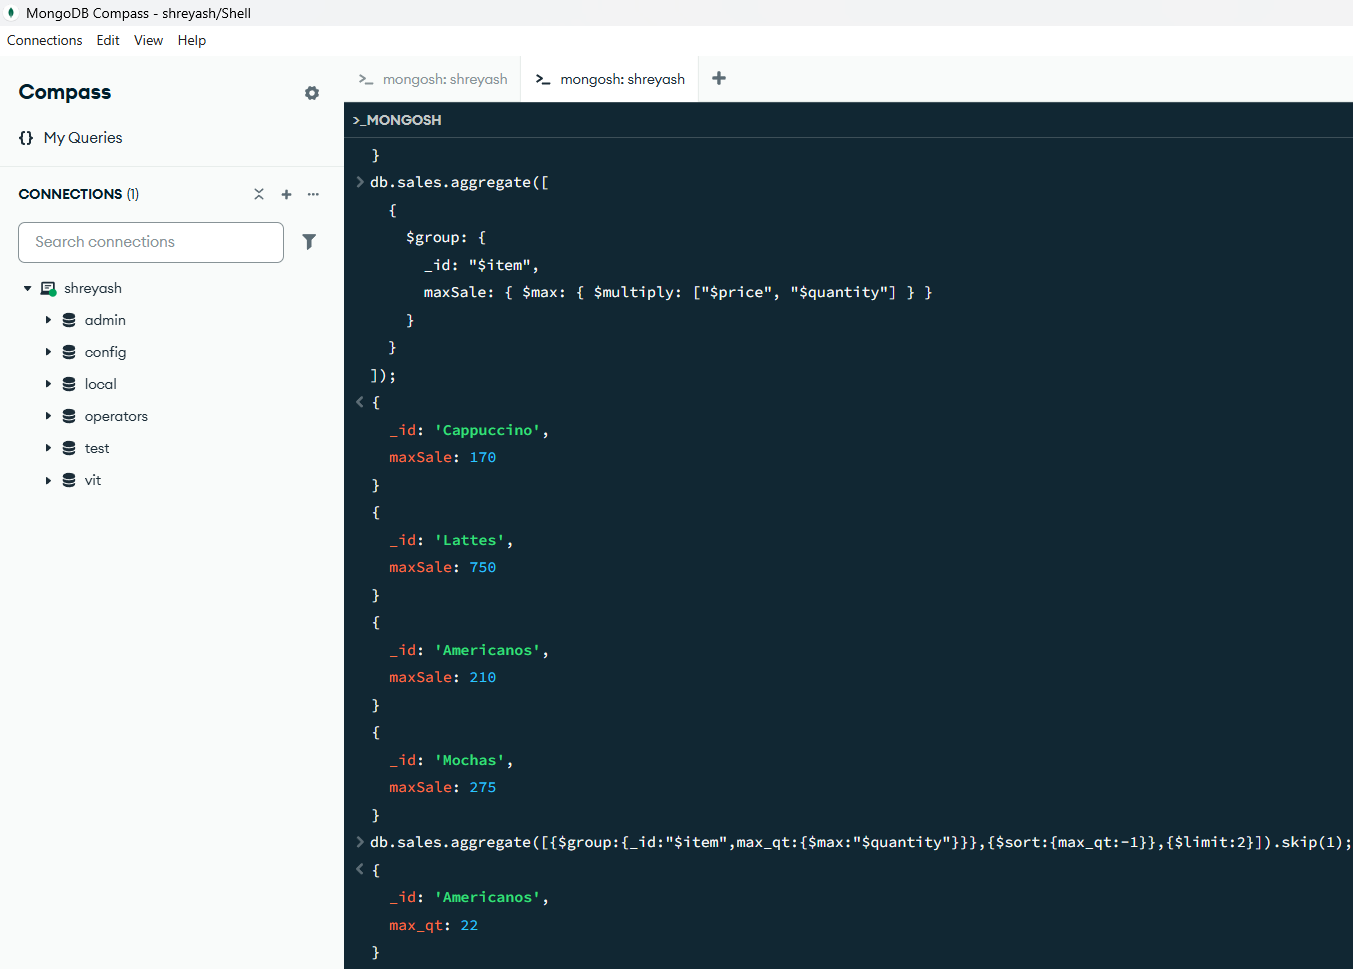 MongoDB Compass - shreyash/Shell
Connections Edit View Help
Compass
{} My Queries
CONNECTIONS (1)
Search connections
shreyash
admin
config
local
operators
test
vit
>_ mongosh: shreyash >_ mongosh: shreyash +
>_MONGOSH
}
> db.sales.aggregate([
{
$group: {
_id: "$item",
maxSale: { $max: { $multiply: ["$price", "$quantity"] } }
}
}
]);
< {
_id: 'Cappuccino',
maxSale: 170
}
{
_id: 'Lattes',
maxSale: 750
}
{
_id: 'Americanos',
maxSale: 210
}
{
_id: 'Mochas',
maxSale: 275
}
> db.sales.aggregate([{$group:{_id:"$item",max_qt:{$max:"$quantity"}}},{$sort:{max_qt:-1}},{$limit:2}]).skip(1);
< {
_id: 'Americanos',
max_qt: 22
}